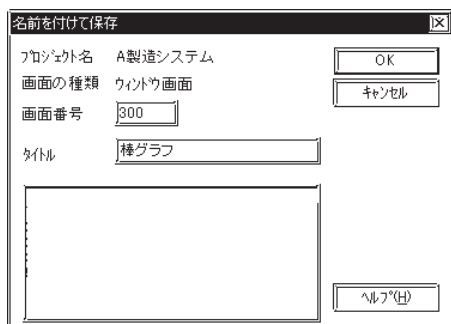 名前を付けて保存
ﾌﾟﾛｼﾞｪｸﾄ名 A製造システム
OK
画面の種類 ｳｨﾝﾄﾞｳ画面
ｷｬﾝｾﾙ
画面番号 300
ﾀｲﾄﾙ 棒グラフ
ﾍﾙﾌﾟ(H)